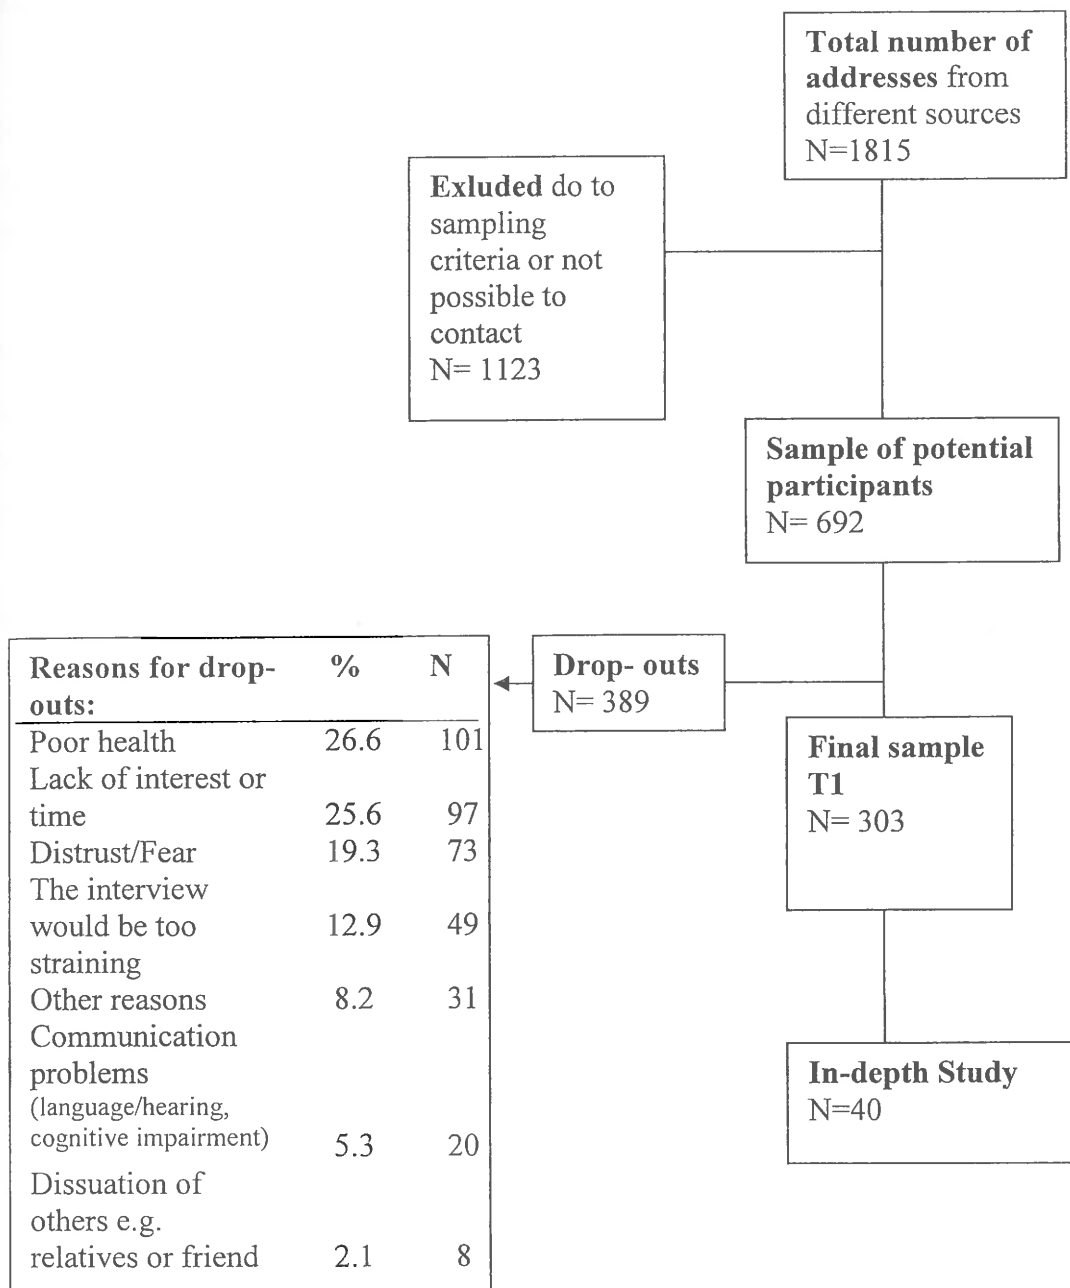 Total number of
addresses from
different sources
N=1815
Exluded do to
sampling
criteria or not
possible to
contact
N= 1123
Sample of potential
participants
N= 692
Reasons for drop- % N
outs:
Poor health 26.6 101
Lack of interest or
time 25.6 97
Distrust/Fear 19.3 73
The interview
would be too 12.9 49
straining
Other reasons 8.2 31
Communication
problems
(language/hearing,
cognitive impairment) 5.3 20
Dissuation of
others e.g.
relatives or friend 2.1 8
Drop- outs
N= 389
Final sample
T1
N= 303
In-depth Study
N=40